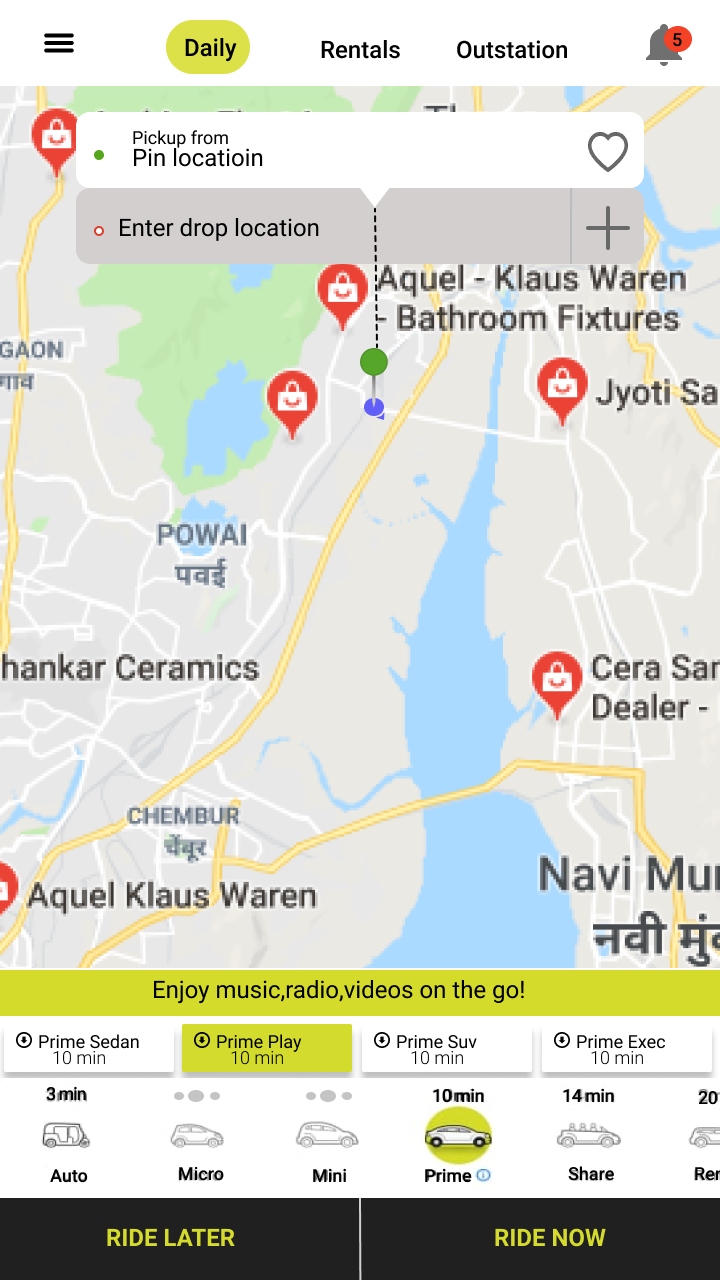 Daily Rentals Outstation 5
Pickup from
Pin locatioin
Enter drop location
Aquel - Klaus Waren
- Bathroom Fixtures
GAON
गाव
Jyoti Sa
POWAI
पवई
hankar Ceramics
Cera San
Dealer -
CHEMBUR
चेंबूर
Aquel Klaus Waren
Navi Mu
नवी मुं
Enjoy music,radio,videos on the go!
Prime Sedan Prime Play Prime Suv Prime Exec
10 min 10 min 10 min 10 min
3 min 10 min 14 min 20
Auto Micro Mini Prime Share Ren
RIDE LATER RIDE NOW